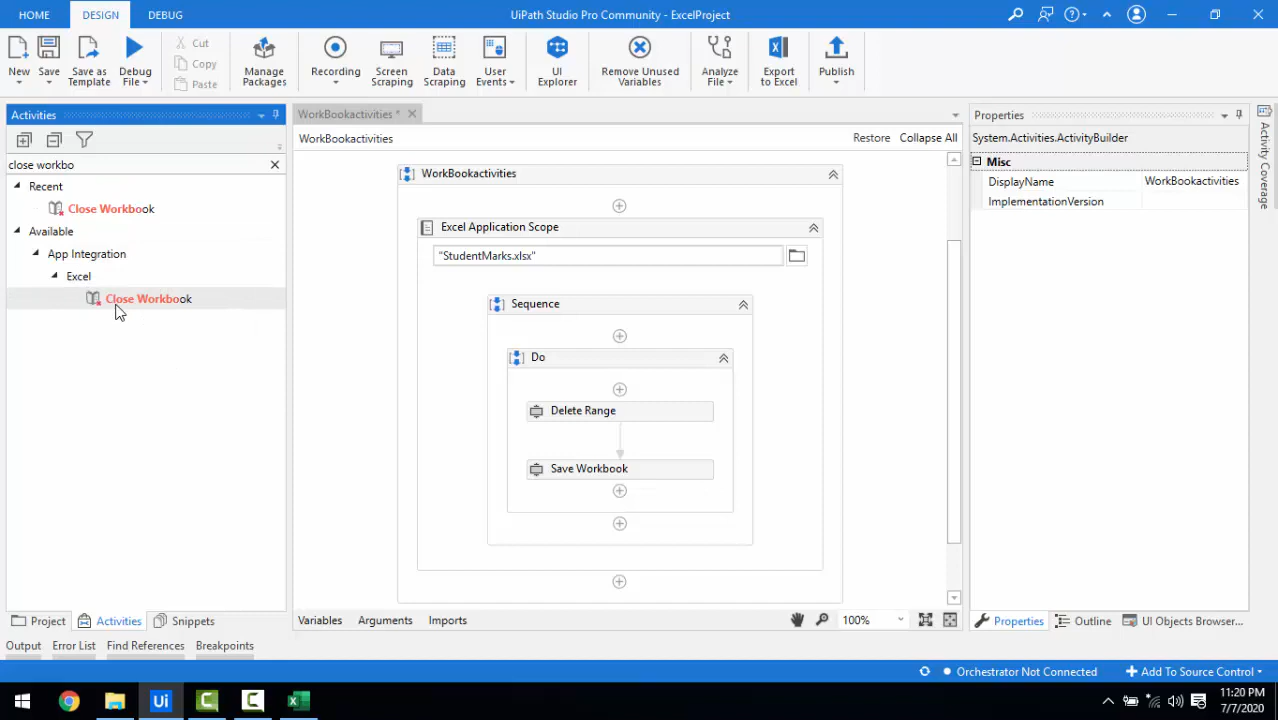 HOME DESIGN DEBUG UiPath Studio Pro Community - ExcelProject
New Save Save as Template Debug File Cut Copy Paste Manage Packages Recording Screen Scraping Data Scraping User Events UI Explorer Remove Unused Variables Analyze File Export to Excel Publish
Activities
close workbo
Recent
Close Workbook
Available
App Integration
Excel
Close Workbook
Project Activities Snippets
WorkBookactivities *
WorkBookactivities Restore Collapse All
WorkBookactivities
Excel Application Scope
"StudentMarks.xlsx"
Sequence
Do
Delete Range
Save Workbook
Variables Arguments Imports 100%
Properties
System.Activities.ActivityBuilder
Misc
DisplayName WorkBookactivities
ImplementationVersion
Properties Outline UI Objects Browser...
Activity Coverage
Output Error List Find References Breakpoints
Orchestrator Not Connected Add To Source Control
Ui
11:20 PM
7/7/2020